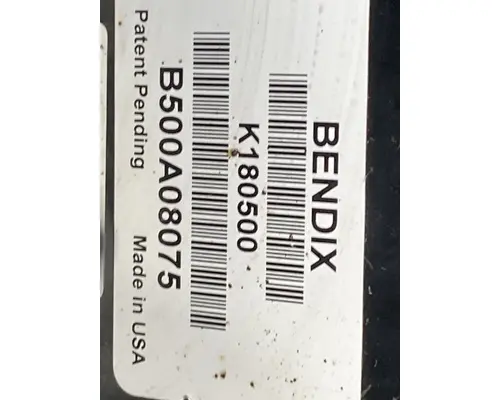 BENDIX
K180500
B500A08075
Patent Pending Made in USA